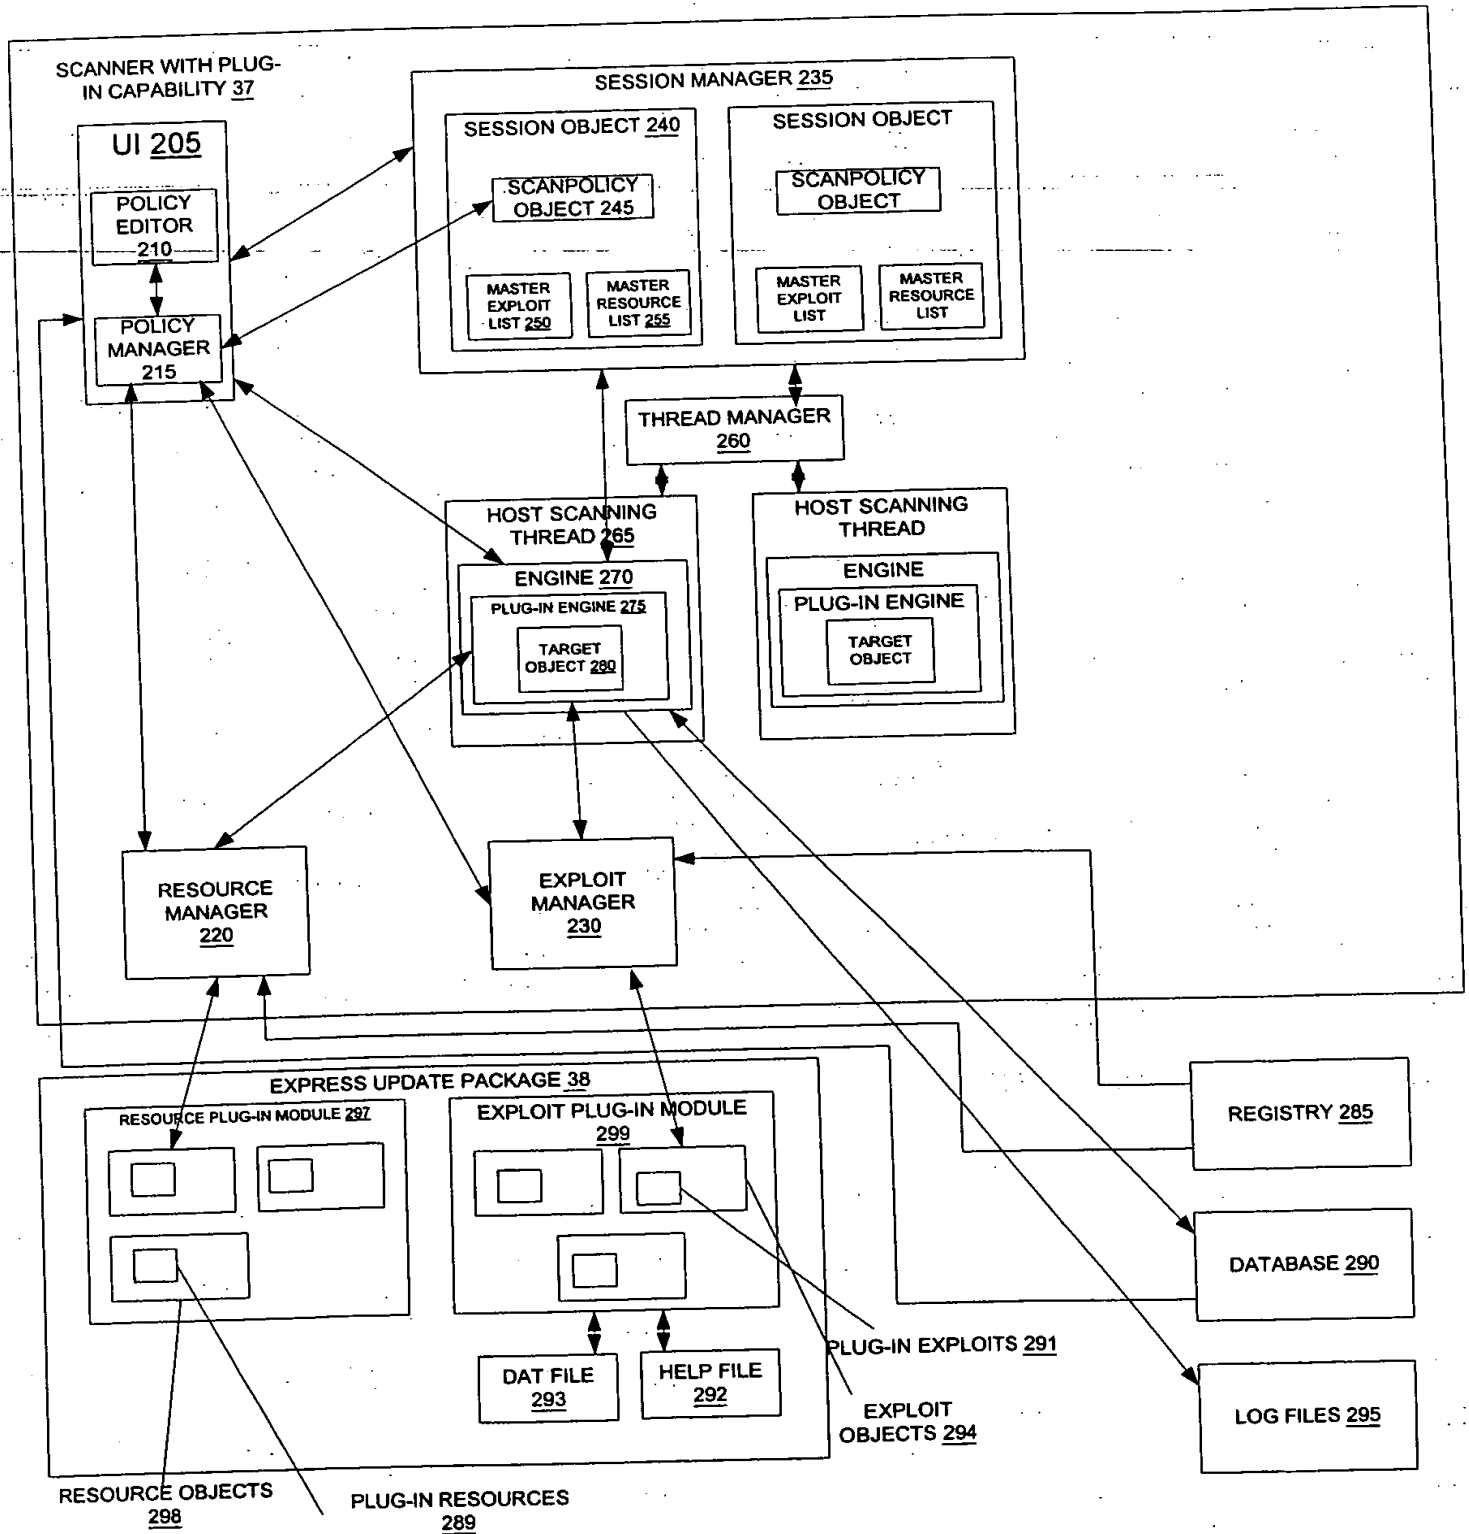 SCANNER WITH PLUG-
IN CAPABILITY 37
UI 205
POLICY
EDITOR
210
POLICY
MANAGER
215
SESSION MANAGER 235
SESSION OBJECT 240
SCANPOLICY
OBJECT 245
MASTER
EXPLOIT
LIST 250
MASTER
RESOURCE
LIST 255
SESSION OBJECT
SCANPOLICY
OBJECT
MASTER
EXPLOIT
LIST
MASTER
RESOURCE
LIST
THREAD MANAGER
260
HOST SCANNING
THREAD 265
ENGINE 270
PLUG-IN ENGINE 275
TARGET
OBJECT 280
HOST SCANNING
THREAD
ENGINE
PLUG-IN ENGINE
TARGET
OBJECT
RESOURCE
MANAGER
220
EXPLOIT
MANAGER
230
EXPRESS UPDATE PACKAGE 38
RESOURCE PLUG-IN MODULE 297
EXPLOIT PLUG-IN MODULE
299
DAT FILE
293
HELP FILE
292
REGISTRY 285
DATABASE 290
LOG FILES 295
PLUG-IN EXPLOITS 291
EXPLOIT
OBJECTS 294
RESOURCE OBJECTS
298
PLUG-IN RESOURCES
289